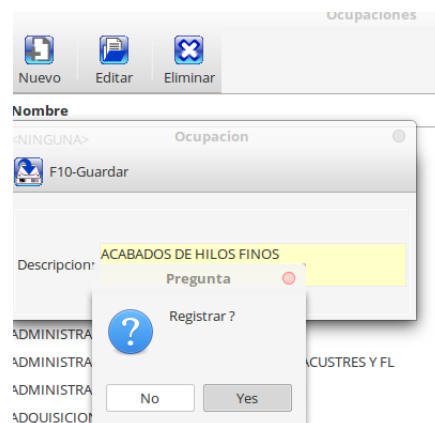 Ocupaciones
Nuevo Editar Eliminar
Nombre
<NINGUNA> Ocupacion
F10-Guardar
Descripcion:
ACABADOS DE HILOS FINOS
Pregunta
Registrar ?
ADMINISTRA
ADMINISTRA ACUSTRES Y FL
ADMINISTRA
No Yes
ADQUISICION